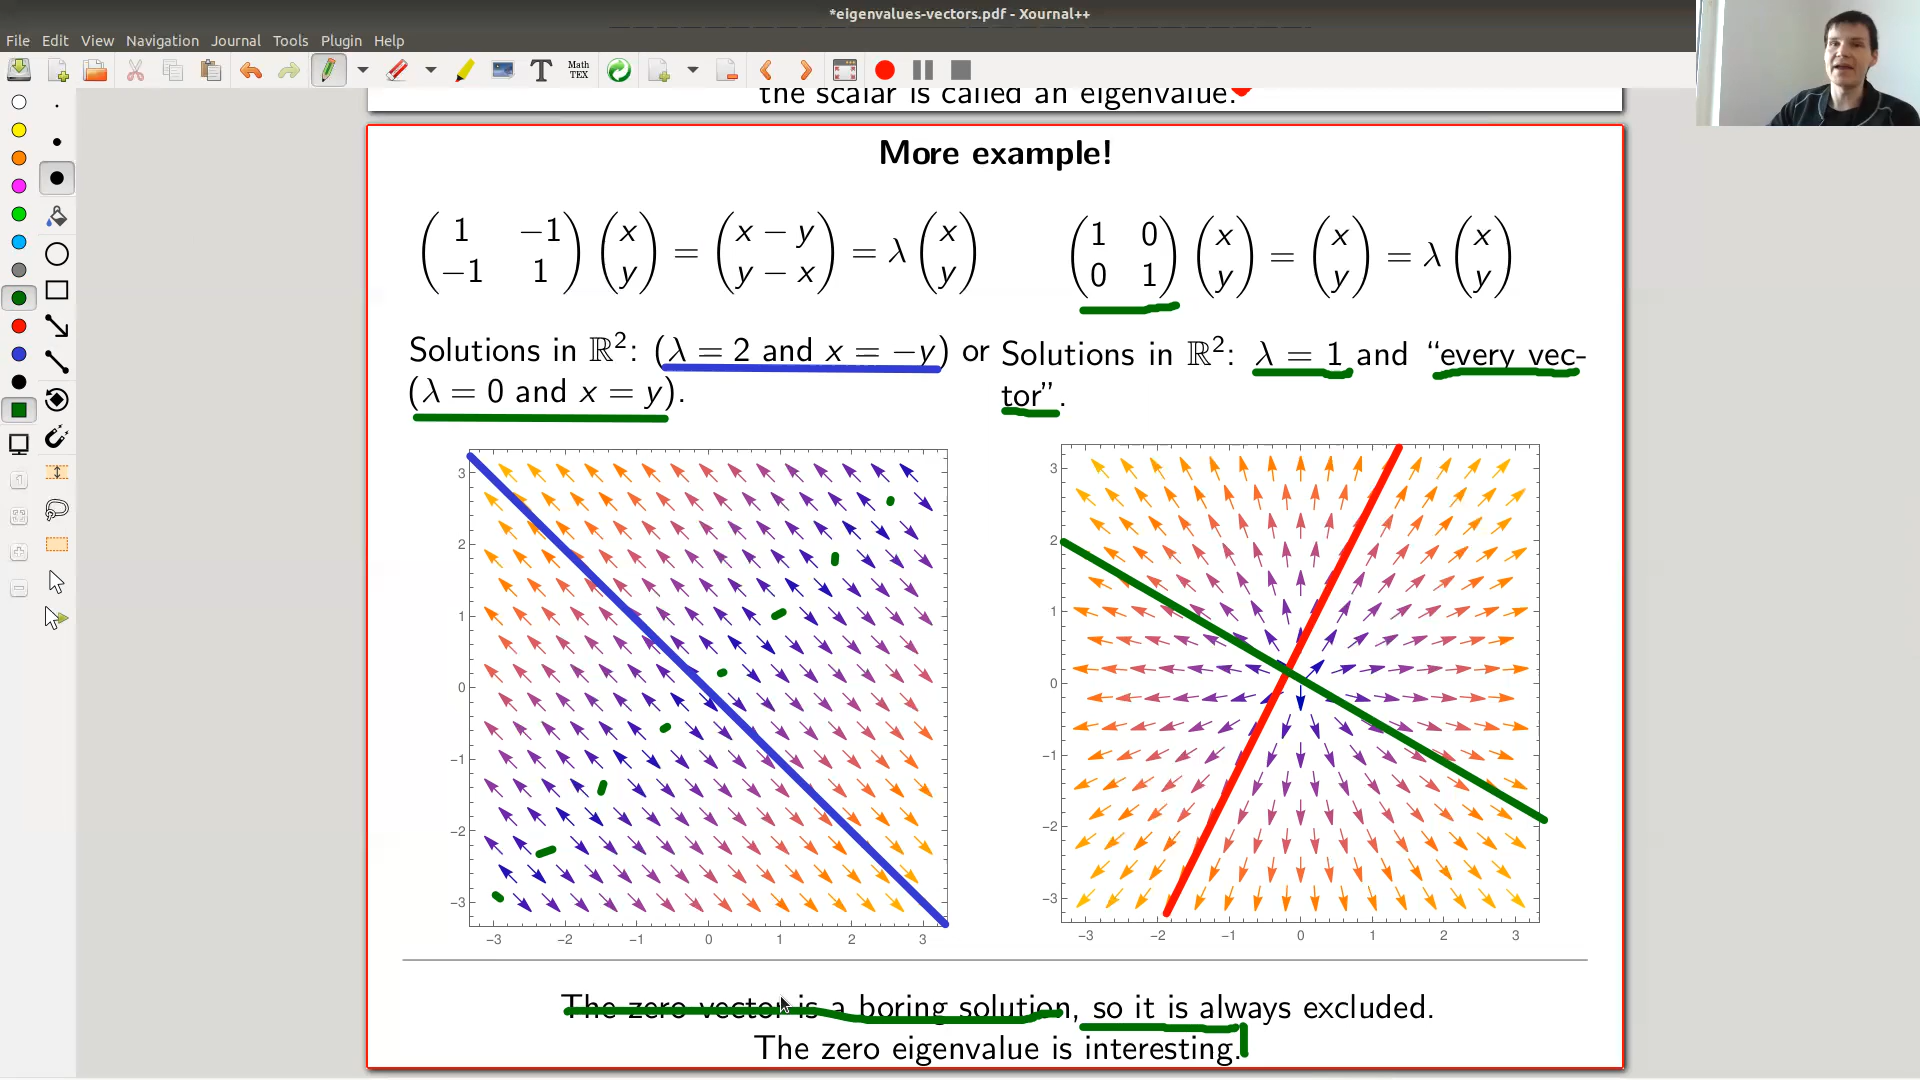 *eigenvalues-vectors.pdf - Xournal++
File Edit View Navigation Journal Tools Plugin Help
Math
TEX
the scalar is called an eigenvalue.
More example!
( 1 −1 ) ( x ) = ( x − y ) = λ ( x )
( −1 1 ) ( y ) ( y − x ) ( y )
( 1 0 ) ( x ) = ( x ) = λ ( x )
( 0 1 ) ( y ) ( y ) ( y )
Solutions in ℝ²: (λ = 2 and x = −y) or
(λ = 0 and x = y).
Solutions in ℝ²: λ = 1 and “every vec-
tor”.
3
2
1
0
−1
−2
−3
−3 −2 −1 0 1 2 3
3
2
1
0
−1
−2
−3
−3 −2 −1 0 1 2 3
The zero vector is a boring solution, so it is always excluded.
The zero eigenvalue is interesting.